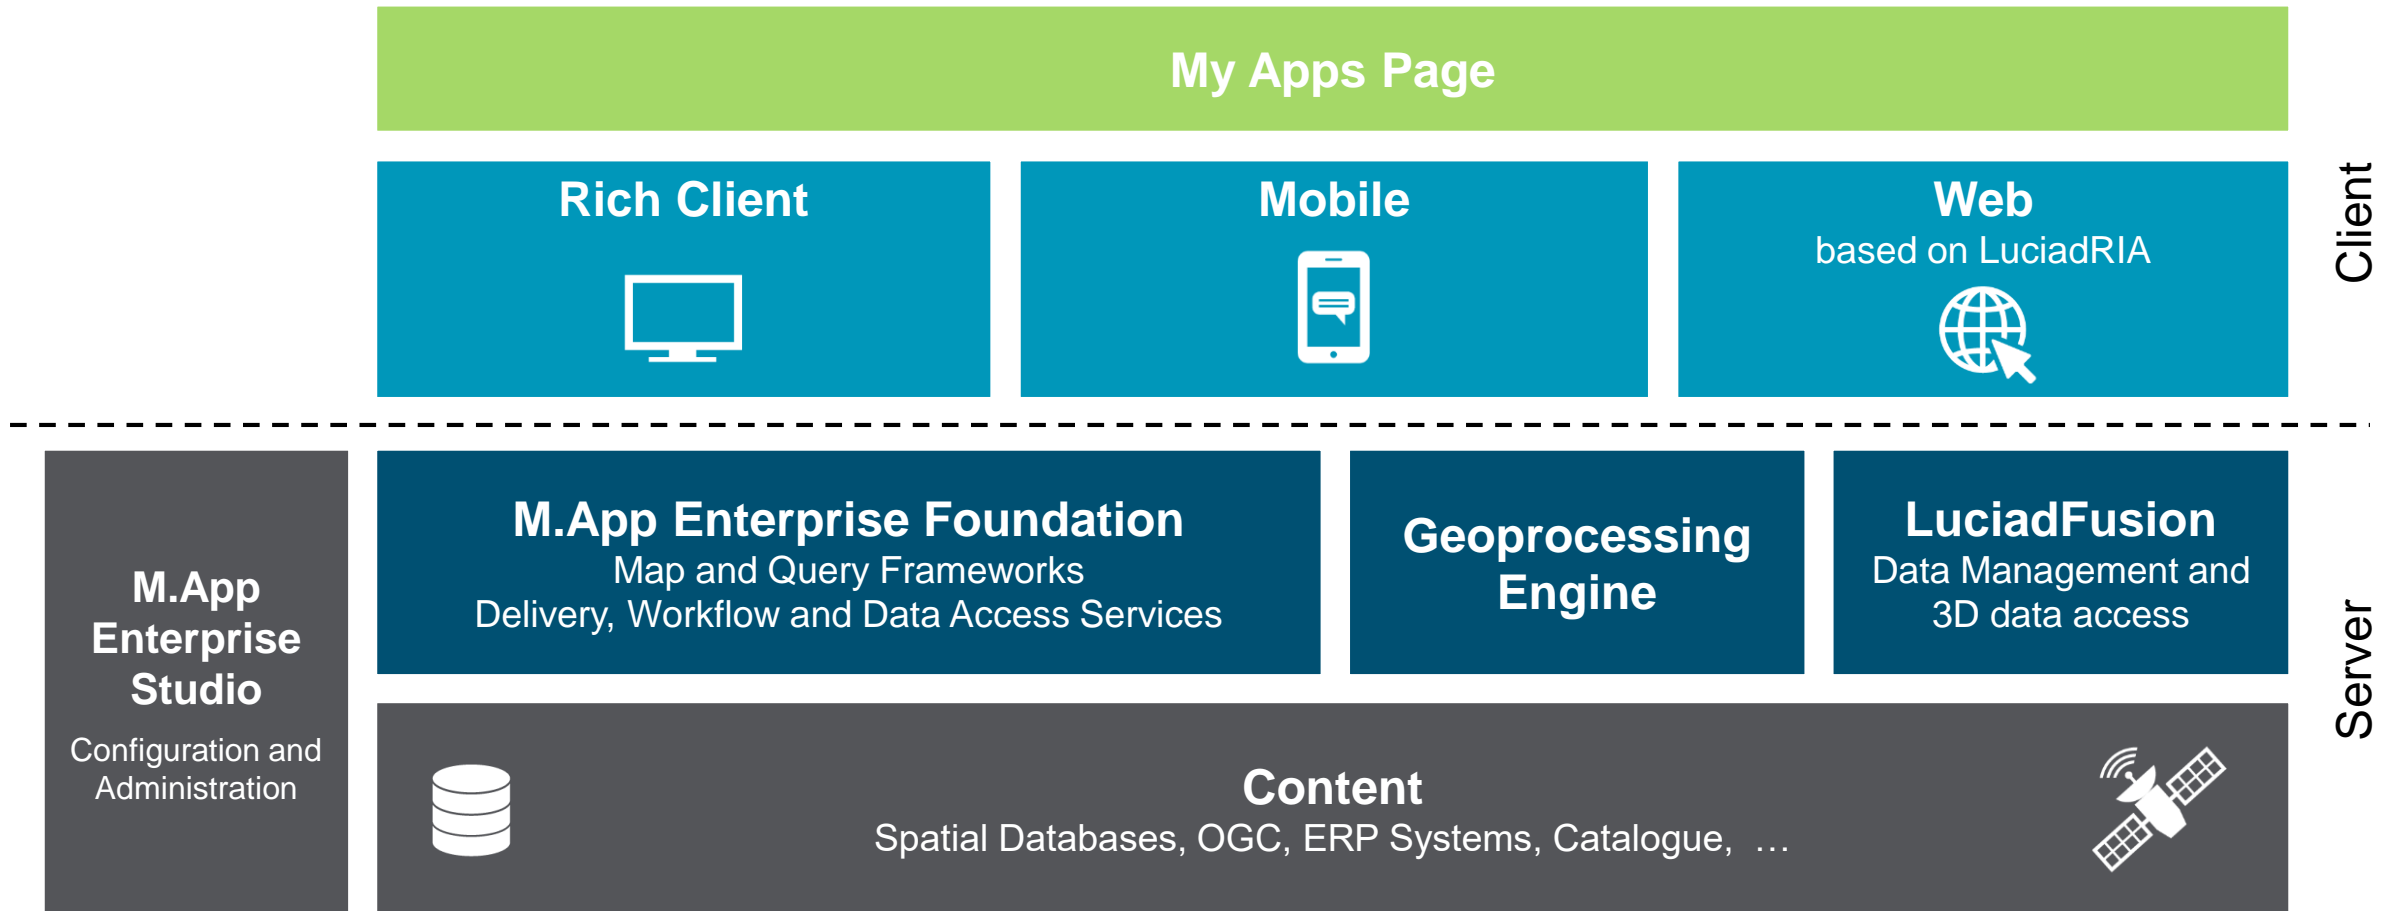 My Apps Page
Rich Client
Mobile
Web
based on LuciadRIA
Client
M.App
Enterprise
Studio
Configuration and
Administration
M.App Enterprise Foundation
Map and Query Frameworks
Delivery, Workflow and Data Access Services
Geoprocessing
Engine
LuciadFusion
Data Management and
3D data access
Server
Content
Spatial Databases, OGC, ERP Systems, Catalogue, …